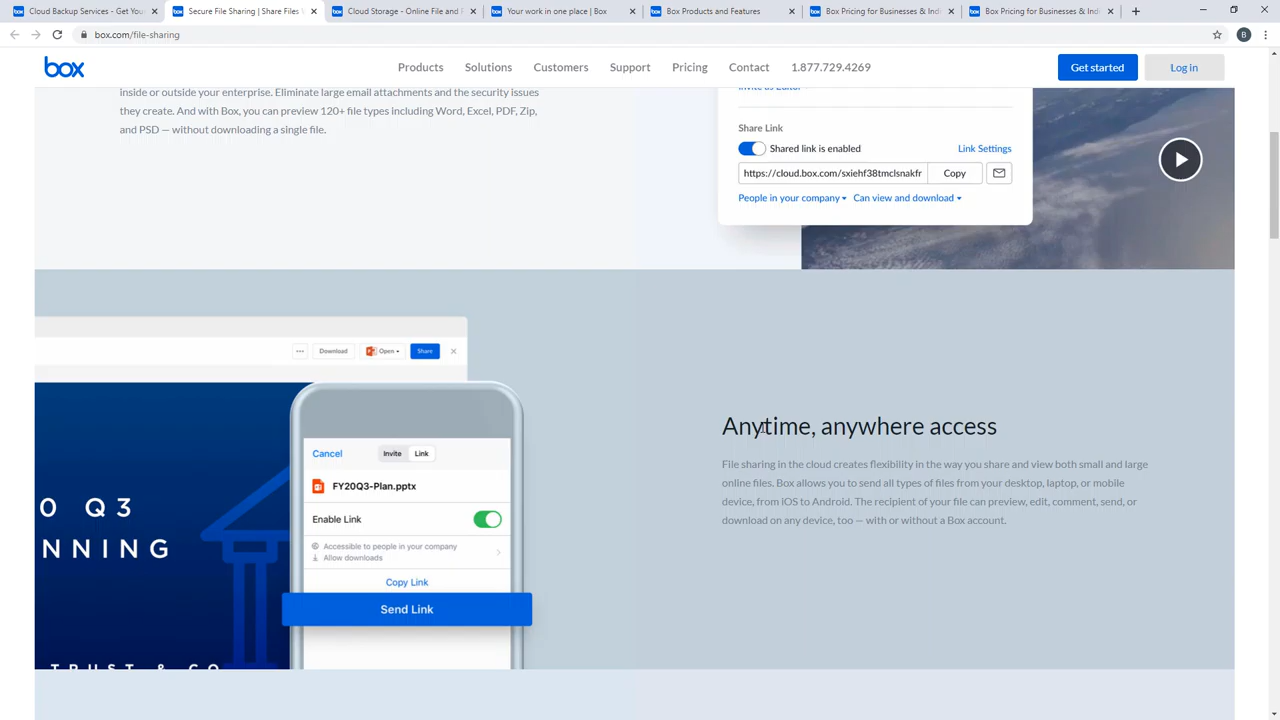 Cloud Backup Services - Get You
Secure File Sharing | Share Files
Cloud Storage - Online File and F
Your work in one place | Box
Box Products and Features
Box Pricing for Businesses & Indi
Box Pricing for Businesses & Indi
box.com/file-sharing
B
box
Products
Solutions
Customers
Support
Pricing
Contact
1.877.729.4269
Get started
Log in
inside or outside your enterprise. Eliminate large email attachments and the security issues
they create. And with Box, you can preview 120+ file types including Word, Excel, PDF, Zip,
and PSD — without downloading a single file.
Invite as Editor
Share Link
Shared link is enabled
Link Settings
https://cloud.box.com/sxiehf38tmclsnakfr
Copy
People in your company
Can view and download
Download
Open
Share
0 Q3
NNING
TRUST & CO
Cancel
Invite
Link
FY20Q3-Plan.pptx
Enable Link
Accessible to people in your company
Allow downloads
Copy Link
Send Link
Anytime, anywhere access
File sharing in the cloud creates flexibility in the way you share and view both small and large
online files. Box allows you to send all types of files from your desktop, laptop, or mobile
device, from iOS to Android. The recipient of your file can preview, edit, comment, send, or
download on any device, too — with or without a Box account.